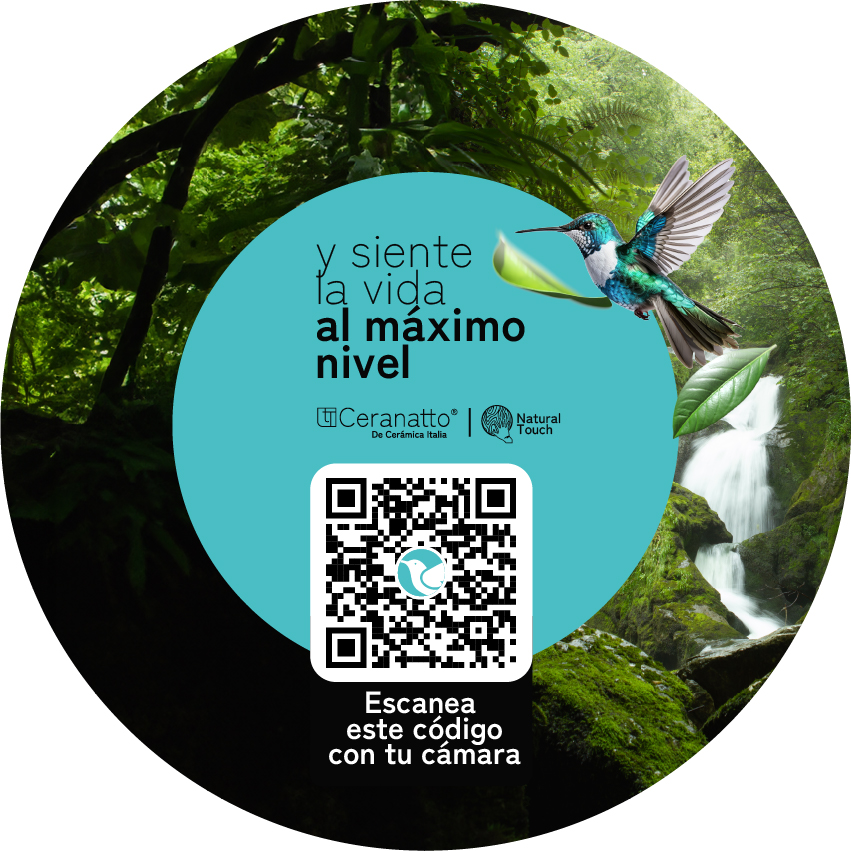 y siente
la vida
al máximo
nivel
Ceranatto®
De Cerámica Italia
Natural
Touch
Escanea
este código
con tu cámara